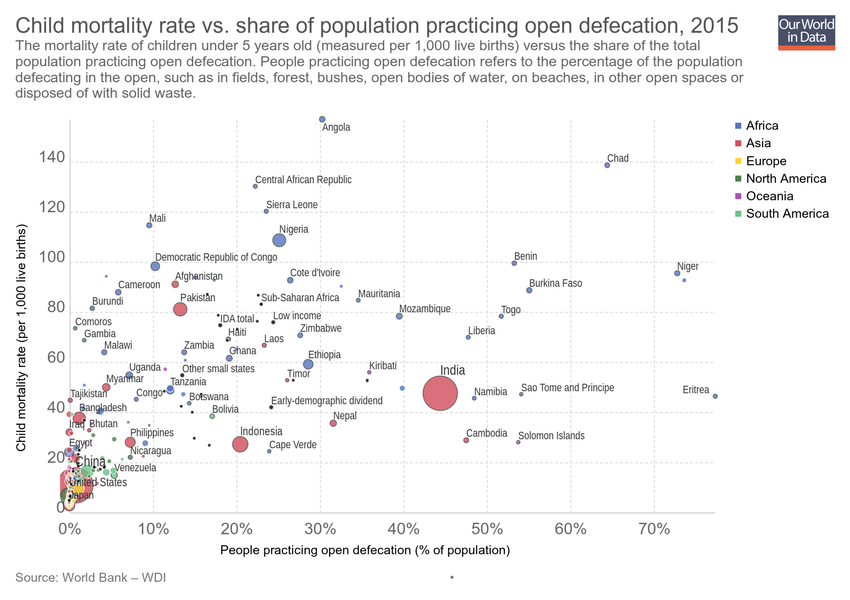 Child mortality rate vs. share of population practicing open defecation, 2015
Our World
in Data
The mortality rate of children under 5 years old (measured per 1,000 live births) versus the share of the total
population practicing open defecation. People practicing open defecation refers to the percentage of the population
defecating in the open, such as in fields, forest, bushes, open bodies of water, on beaches, in other open spaces or
disposed of with solid waste.
Angola
Africa
Asia
Europe
North America
Oceania
South America
140
Chad
Central African Republic
120
Sierra Leone
Mali
Nigeria
100
Democratic Republic of Congo
Benin
Afghanistan
Cote d'Ivoire
Niger
Cameroon
Burkina Faso
Pakistan
Sub-Saharan Africa
Mauritania
Burundi
80
Mozambique
Togo
Comoros
IDA total
Low income
Gambia
Haiti
Zimbabwe
Liberia
Malawi
Zambia
Ghana
Laos
60
Ethiopia
Uganda
Other small states
Kiribati
India
Myanmar
Tanzania
Timor
Tajikistan
Congo
Botswana
Namibia
Sao Tome and Principe
Eritrea
40
Bangladesh
Bolivia
Early-demographic dividend
Iraq
Bhutan
Nepal
Philippines
Indonesia
Cambodia
Solomon Islands
Egypt
Nicaragua
Cape Verde
20
China
Venezuela
United States
Japan
0
0%
10%
20%
30%
40%
50%
60%
70%
Child mortality rate (per 1,000 live births)
People practicing open defecation (% of population)
Source: World Bank – WDI